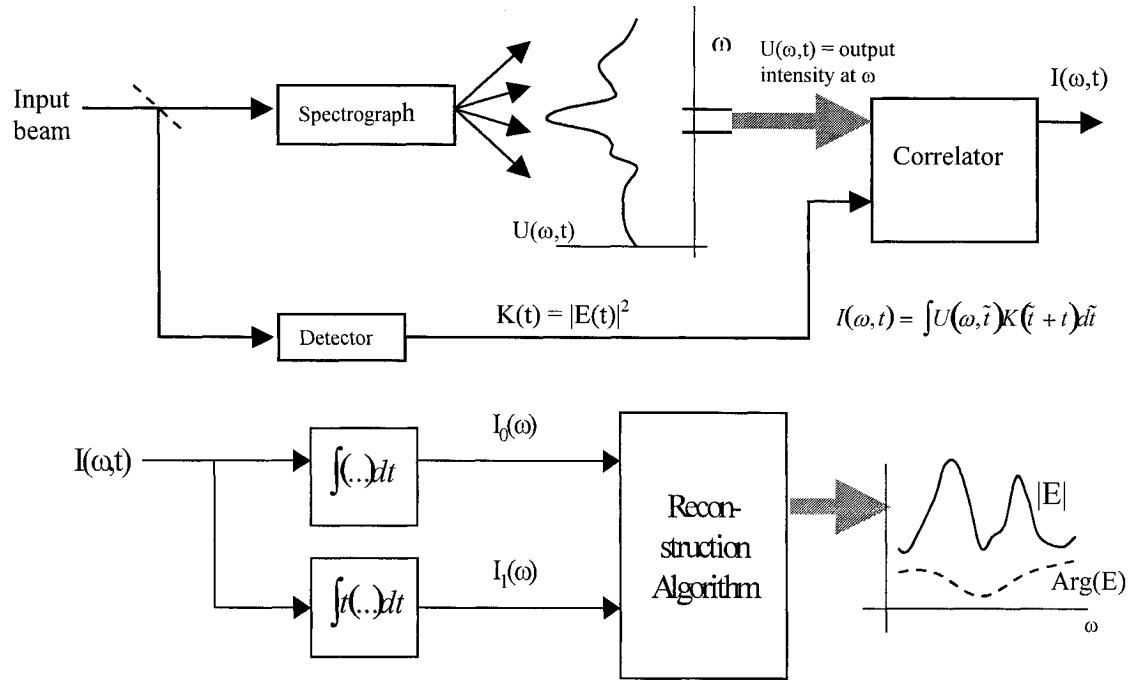 Input
beam
Spectrograph
U(ω,t)
ω
U(ω,t) = output
intensity at ω
Correlator
I(ω,t)
Detector
K(t) = |E(t)|²
I(ω,t) = ∫U(ω,t̃)K(t̃ + t)dt̃
I(ω,t)
∫(...)dt
I₀(ω)
∫t(...)dt
I₁(ω)
Recon-
struction
Algorithm
|E|
Arg(E)
ω